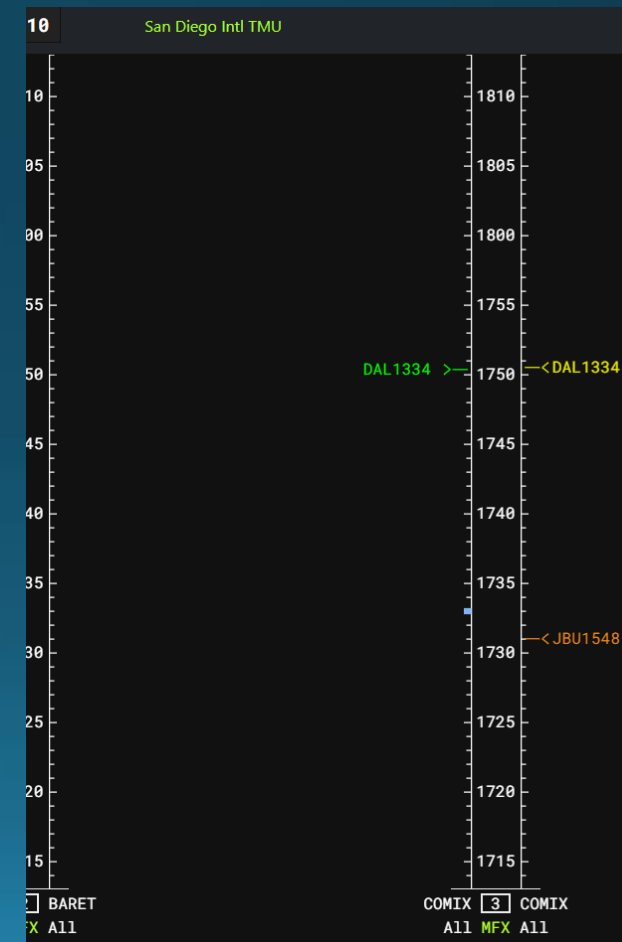 10 San Diego Intl TMU
10 1810
05 1805
00 1800
55 1755
DAL1334 >
<DAL1334
50 1750
45 1745
40 1740
35 1735
<JBU1548
30 1730
25 1725
20 1720
15 1715
BARET COMIX 3 COMIX
All All MFX All